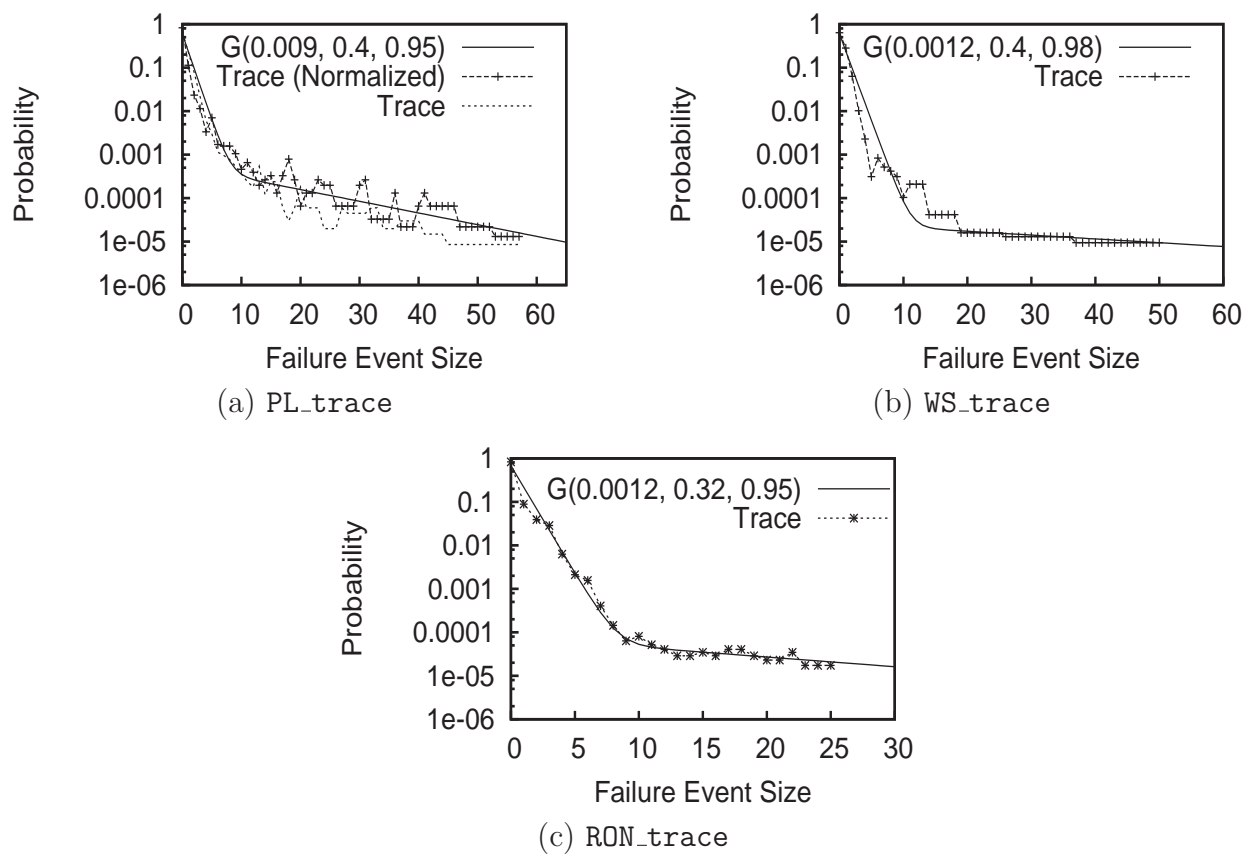 1
0.1
0.01
0.001
0.0001
1e-05
1e-06
Probability
G(0.009, 0.4, 0.95)
Trace (Normalized)
Trace
0 10 20 30 40 50 60
Failure Event Size
(a) PL_trace
1
0.1
0.01
0.001
0.0001
1e-05
1e-06
Probability
G(0.0012, 0.4, 0.98)
Trace
0 10 20 30 40 50 60
Failure Event Size
(b) WS_trace
1
0.1
0.01
0.001
0.0001
1e-05
1e-06
Probability
G(0.0012, 0.32, 0.95)
Trace
0 5 10 15 20 25 30
Failure Event Size
(c) RON_trace